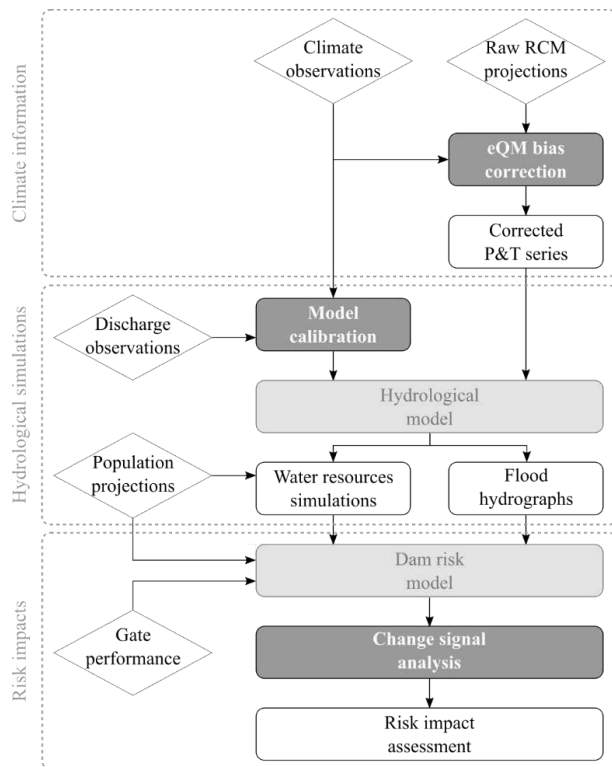 Climate information
Climate
observations
Raw RCM
projections
eQM bias
correction
Corrected
P&T series
Hydrological simulations
Discharge
observations
Model
calibration
Hydrological
model
Population
projections
Water resources
simulations
Flood
hydrographs
Risk impacts
Dam risk
model
Gate
performance
Change signal
analysis
Risk impact
assessment